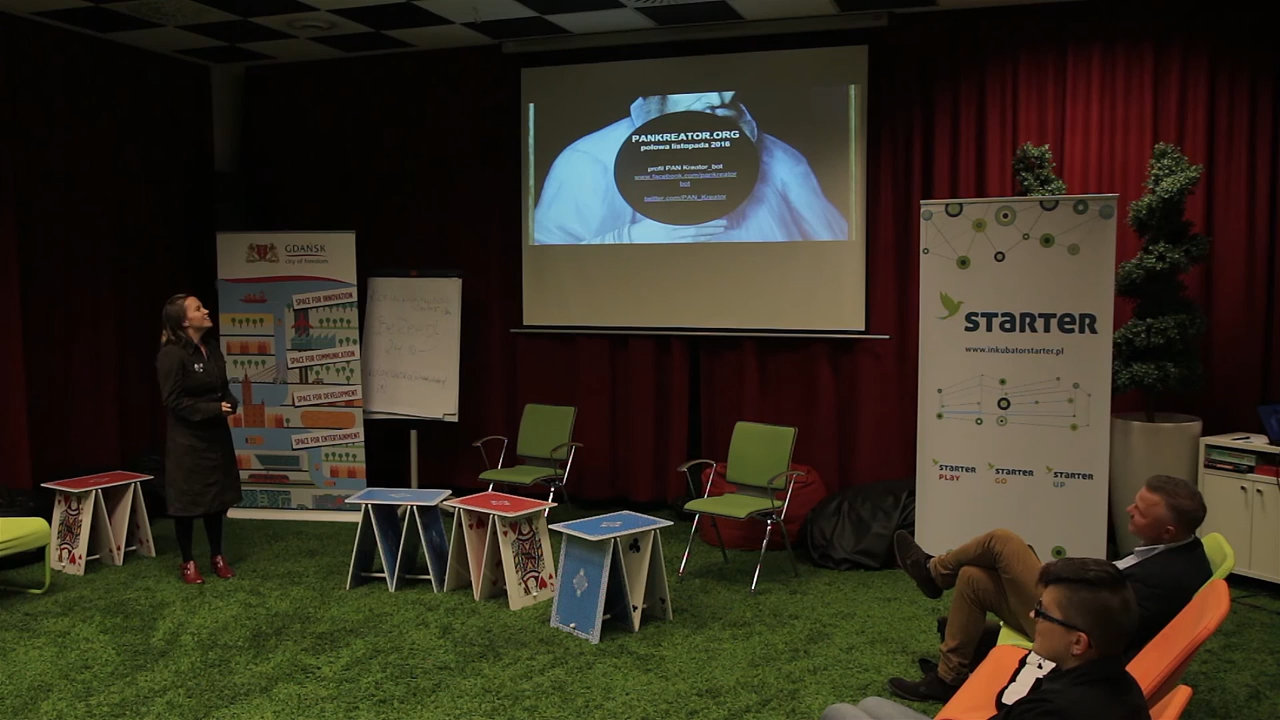 PANKREATOR.ORG
połowa listopada 2016
profil PAN Kreator_bot
www.facebook.com/pankreator
bot
twitter.com/PAN_Kreator
GDAŃSK
city of freedom
SPACE FOR INNOVATION
SPACE FOR COMMUNICATION
SPACE FOR DEVELOPMENT
SPACE FOR ENTERTAINMENT
STARTER
www.inkubatorstarter.pl
STARTER
PLAY
STARTER
GO
STARTER
UP